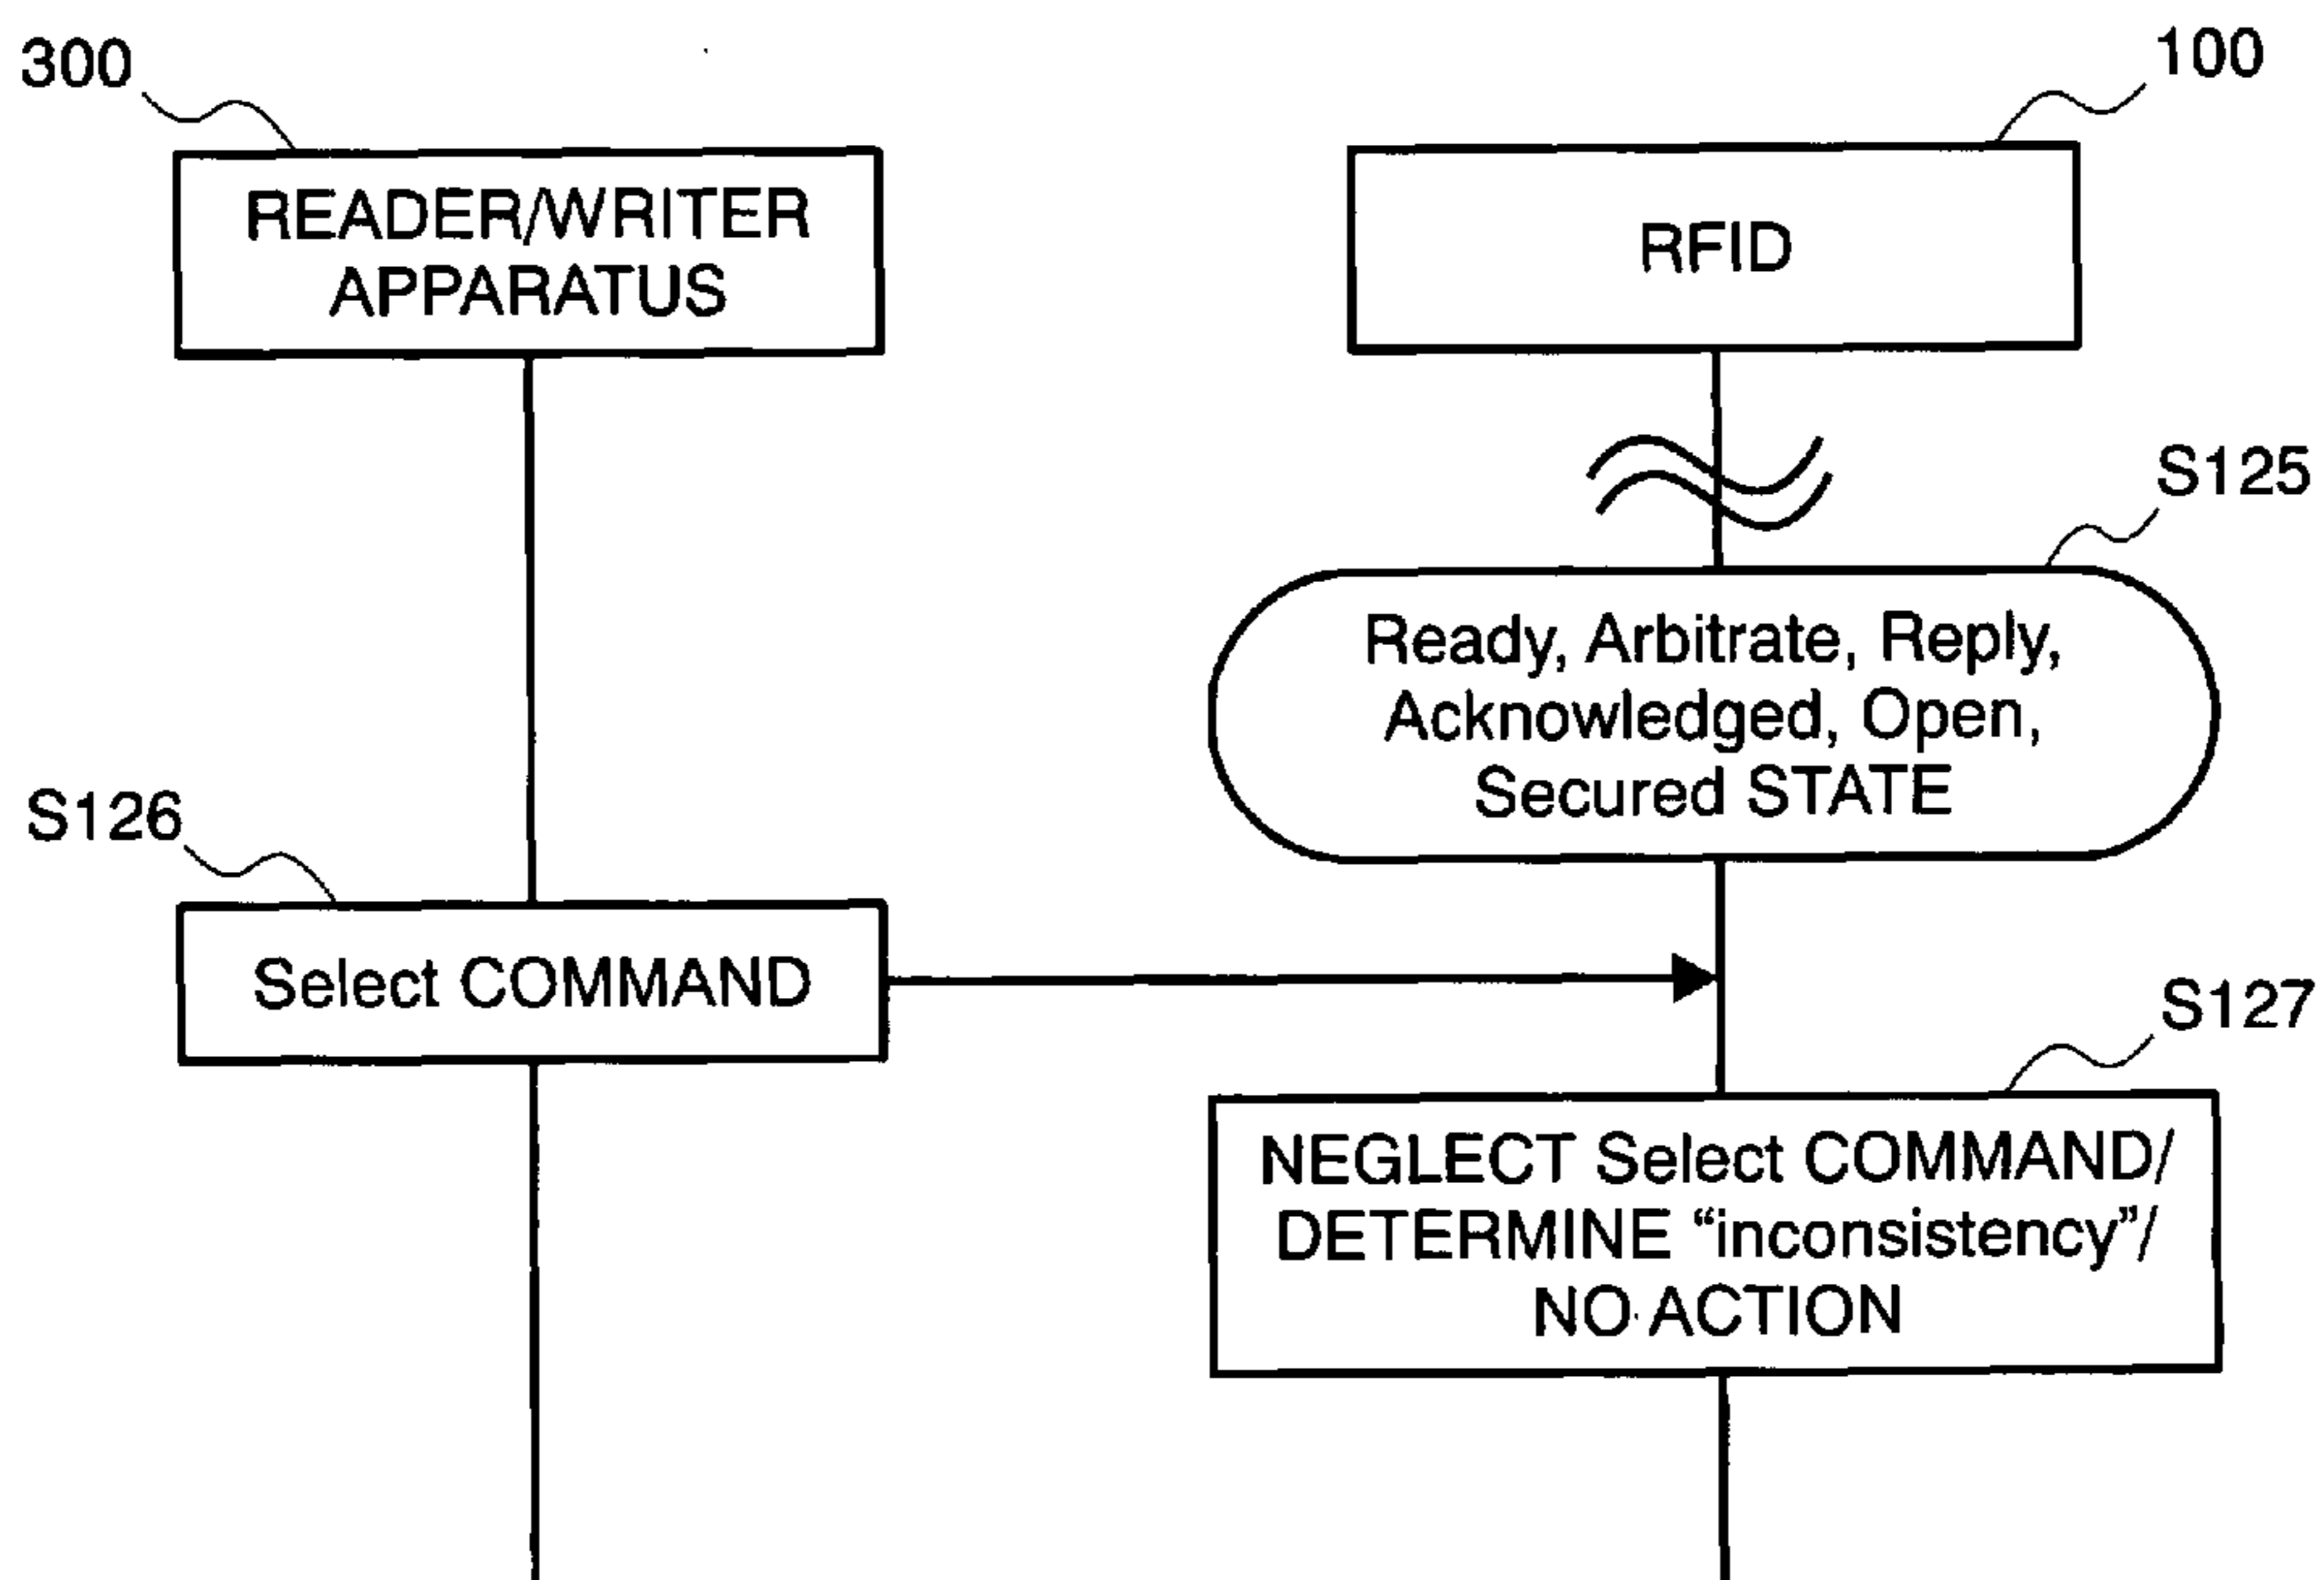 300
100
READER/WRITER
APPARATUS
RFID
S125
Ready, Arbitrate, Reply,
Acknowledged, Open,
Secured STATE
S126
Select COMMAND
S127
NEGLECT Select COMMAND/
DETERMINE “inconsistency”/
NO ACTION